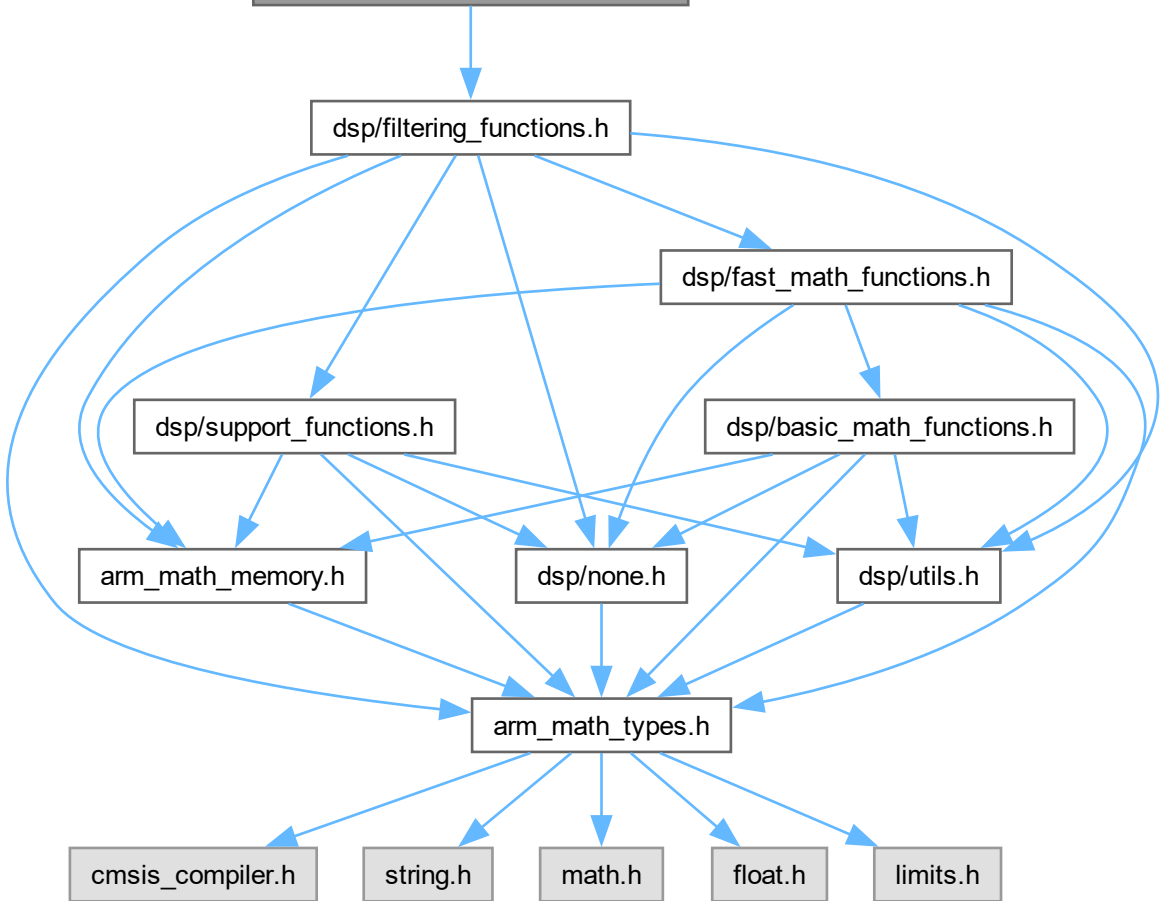 dsp/filtering_functions.h
dsp/fast_math_functions.h
dsp/support_functions.h
dsp/basic_math_functions.h
arm_math_memory.h
dsp/none.h
dsp/utils.h
arm_math_types.h
cmsis_compiler.h
string.h
math.h
float.h
limits.h